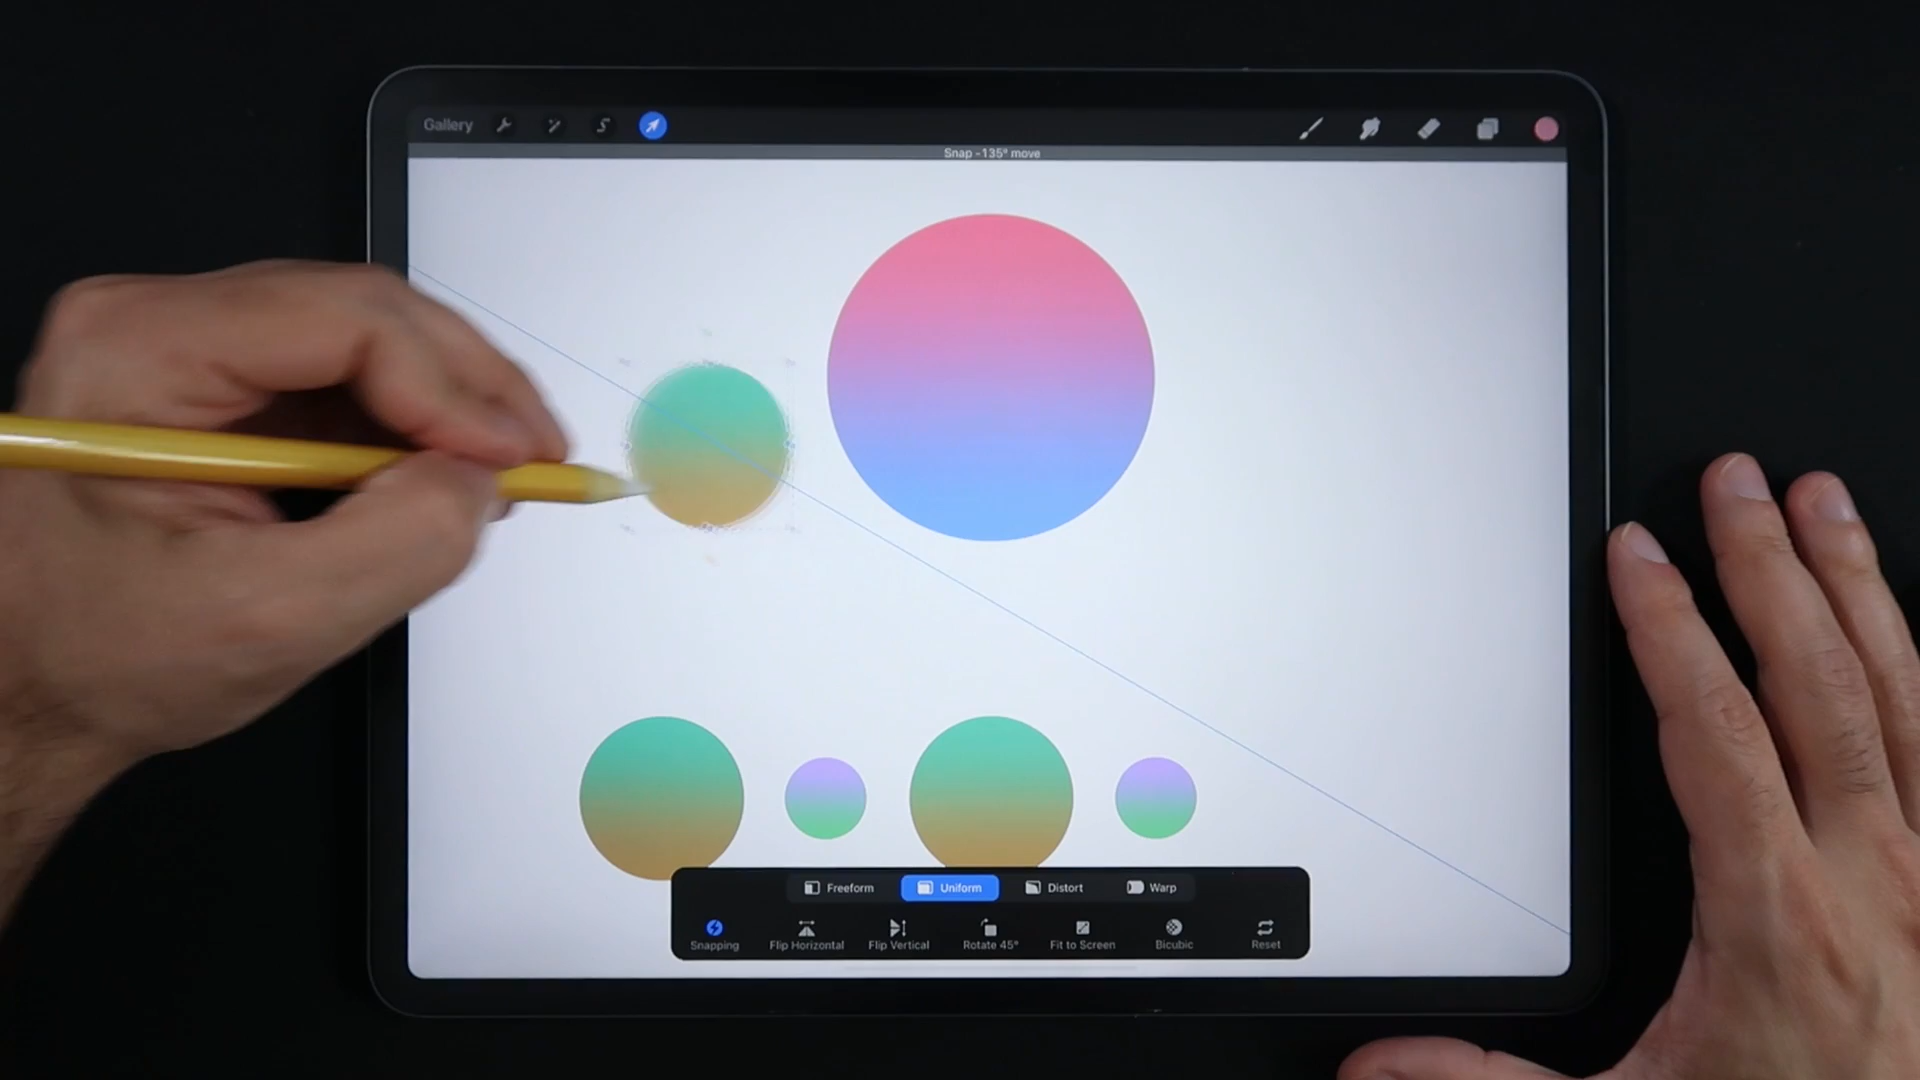 Gallery
Snap -135° move
Freeform Uniform Distort Warp
Snapping Flip Horizontal Flip Vertical Rotate 45° Fit to Screen Bicubic Reset